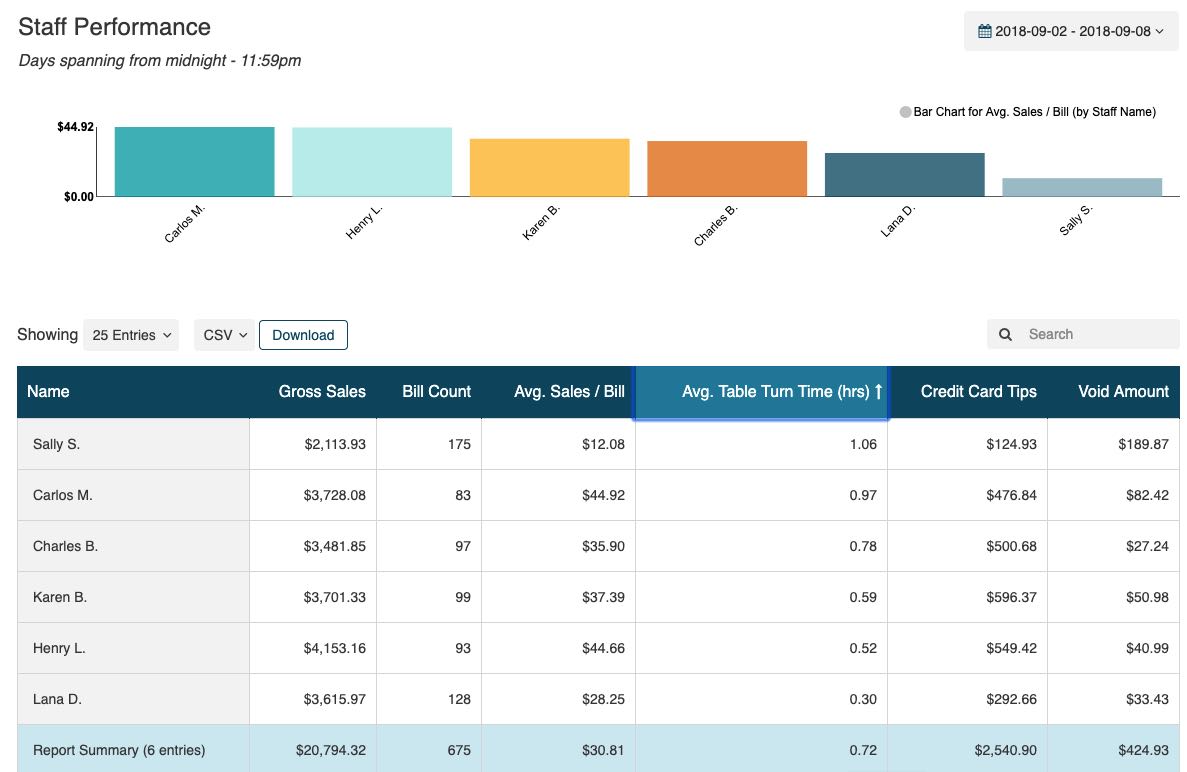 Staff Performance
2018-09-02 - 2018-09-08
Days spanning from midnight - 11:59pm
Bar Chart for Avg. Sales / Bill (by Staff Name)
$44.92
$0.00
Carlos M. Henry L. Karen B. Charles B. Lana D. Sally S.
Showing 25 Entries CSV Download Search
Name Gross Sales Bill Count Avg. Sales / Bill Avg. Table Turn Time (hrs) ↑ Credit Card Tips Void Amount
Sally S. $2,113.93 175 $12.08 1.06 $124.93 $189.87
Carlos M. $3,728.08 83 $44.92 0.97 $476.84 $82.42
Charles B. $3,481.85 97 $35.90 0.78 $500.68 $27.24
Karen B. $3,701.33 99 $37.39 0.59 $596.37 $50.98
Henry L. $4,153.16 93 $44.66 0.52 $549.42 $40.99
Lana D. $3,615.97 128 $28.25 0.30 $292.66 $33.43
Report Summary (6 entries) $20,794.32 675 $30.81 0.72 $2,540.90 $424.93